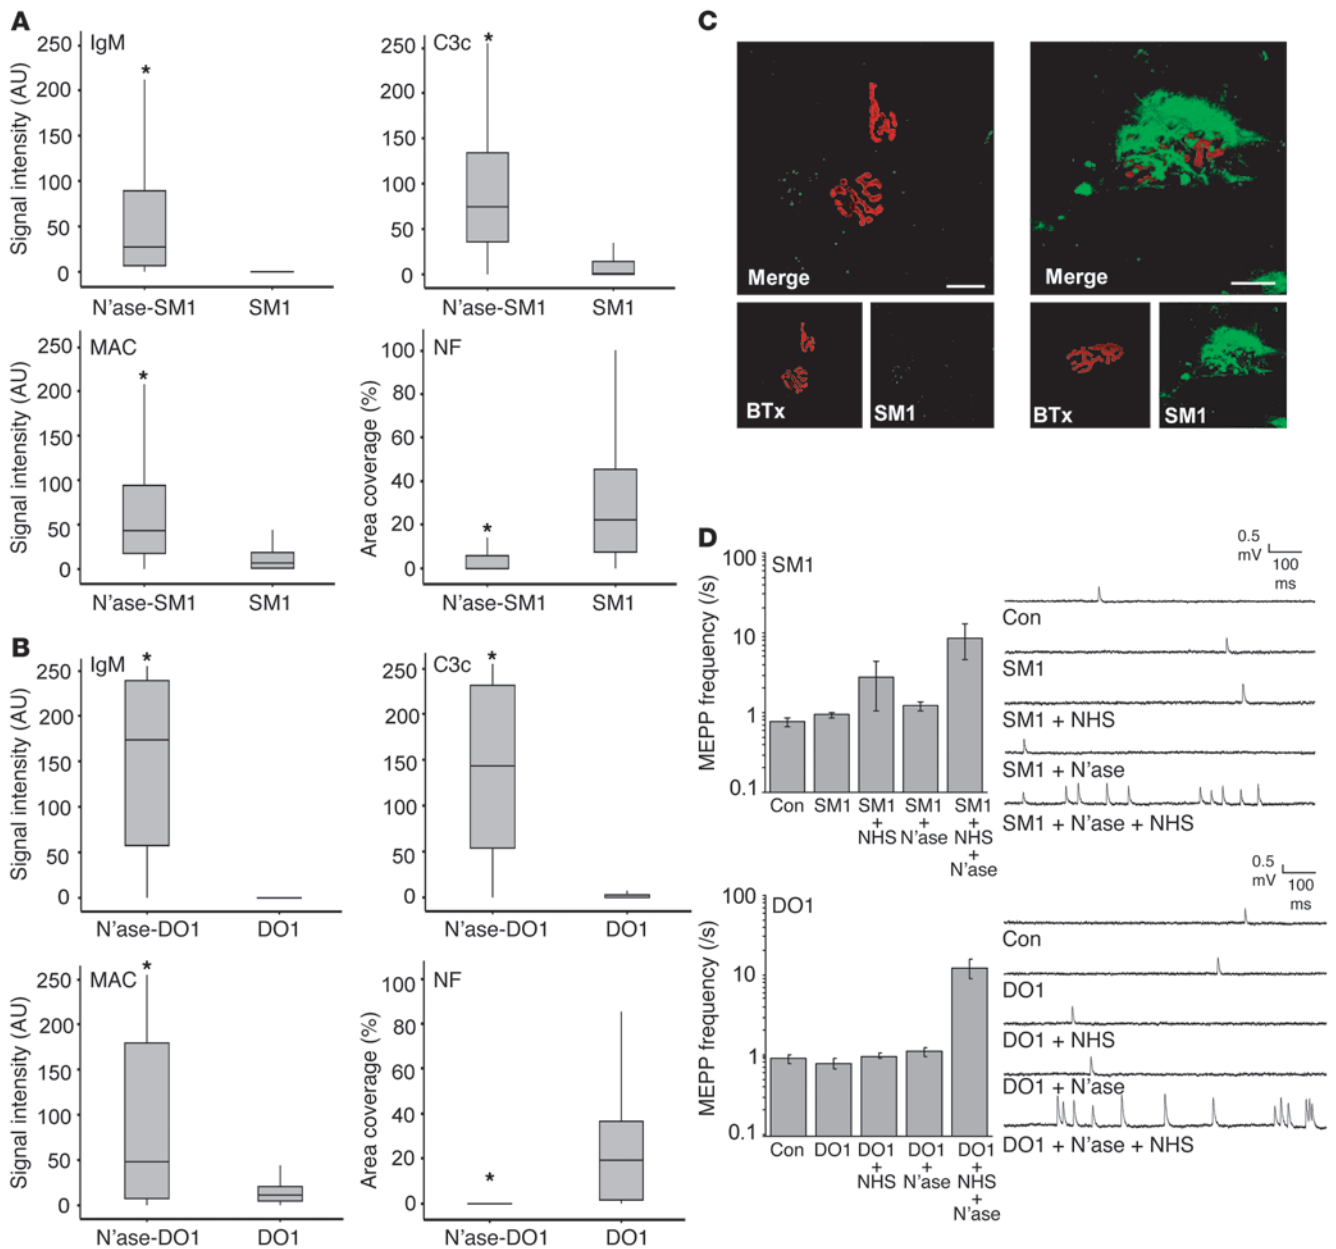 A
IgM
Signal intensity (AU)
250
200
150
100
50
0
*
N'ase-SM1 SM1
C3c
250
200
150
100
50
0
*
N'ase-SM1 SM1
MAC
Signal intensity (AU)
250
200
150
100
50
0
*
N'ase-SM1 SM1
NF
Area coverage (%)
100
80
60
40
20
0
*
N'ase-SM1 SM1
B
IgM
Signal intensity (AU)
250
200
150
100
50
0
*
N'ase-DO1 DO1
C3c
250
200
150
100
50
0
*
N'ase-DO1 DO1
MAC
Signal intensity (AU)
250
200
150
100
50
0
*
N'ase-DO1 DO1
NF
Area coverage (%)
100
80
60
40
20
0
*
N'ase-DO1 DO1
C
Merge
BTx
SM1
Merge
BTx
SM1
D
SM1
MEPP frequency (/s)
100
10
1
0.1
Con SM1 SM1 SM1 SM1
+ + +
NHS N'ase NHS
+
N'ase
0.5
mV
100
ms
Con
SM1
SM1 + NHS
SM1 + N'ase
SM1 + N'ase + NHS
DO1
MEPP frequency (/s)
100
10
1
0.1
Con DO1 DO1 DO1 DO1
+ + +
NHS N'ase NHS
+
N'ase
0.5
mV
100
ms
Con
DO1
DO1 + NHS
DO1 + N'ase
DO1 + N'ase + NHS